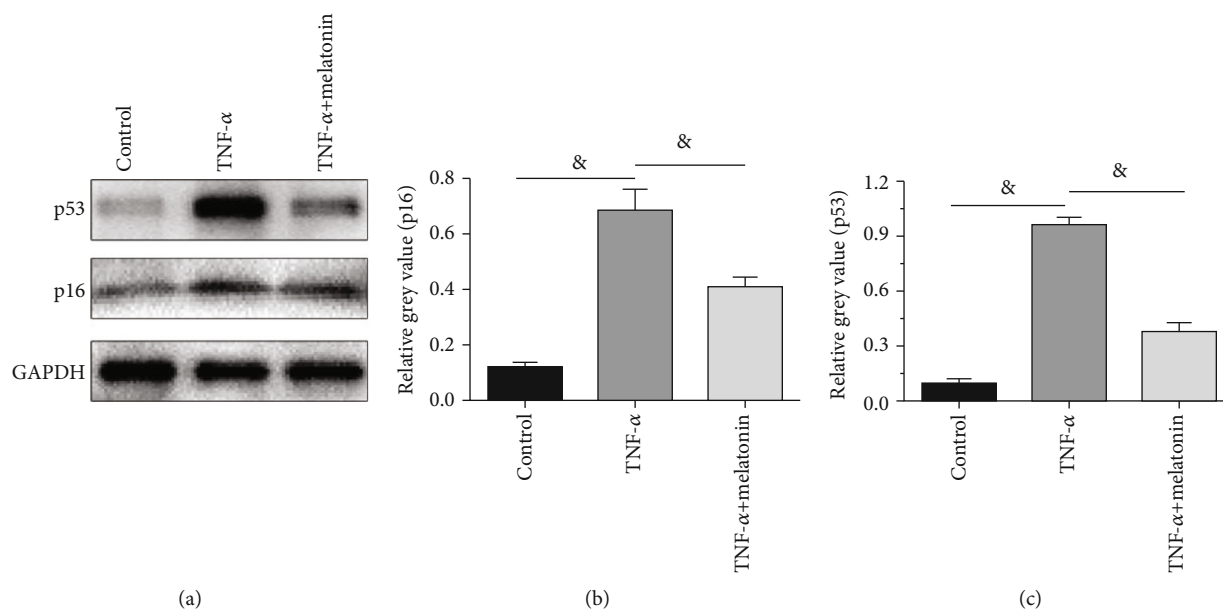 Control
TNF-α
TNF-α+melatonin
p53
p16
GAPDH
(a)
Relative grey value (p16)
0.8
0.6
0.4
0.2
0.0
&
&
Control
TNF-α
TNF-α+melatonin
(b)
Relative grey value (p53)
1.2
0.9
0.6
0.3
0.0
&
&
Control
TNF-α
TNF-α+melatonin
(c)